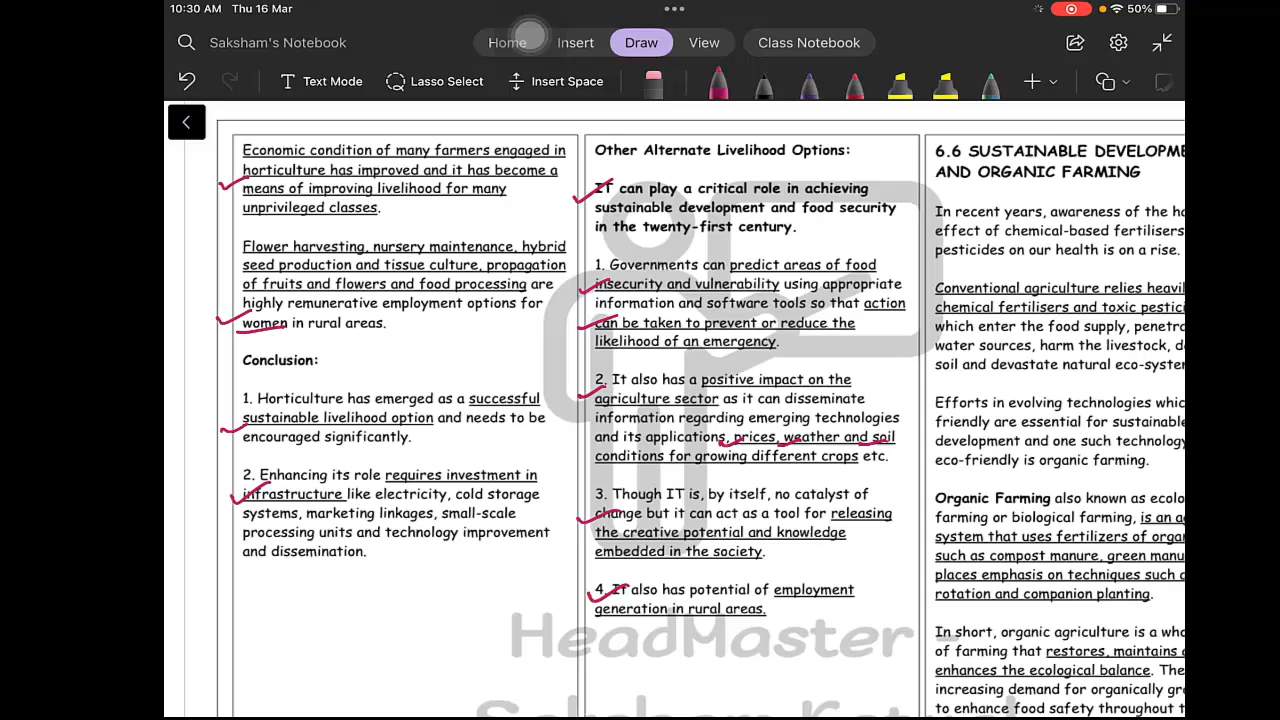 10:30 AM Thu 16 Mar
50%
Saksham's Notebook
Home
Insert
Draw
View
Class Notebook
Text Mode
Lasso Select
Insert Space
Economic condition of many farmers engaged in
horticulture has improved and it has become a
means of improving livelihood for many
unprivileged classes.
Flower harvesting, nursery maintenance, hybrid
seed production and tissue culture, propagation
of fruits and flowers and food processing are
highly remunerative employment options for
women in rural areas.
Conclusion:
1. Horticulture has emerged as a successful
sustainable livelihood option and needs to be
encouraged significantly.
2. Enhancing its role requires investment in
infrastructure like electricity, cold storage
systems, marketing linkages, small-scale
processing units and technology improvement
and dissemination.
Other Alternate Livelihood Options:
IT can play a critical role in achieving
sustainable development and food security
in the twenty-first century.
1. Governments can predict areas of food
insecurity and vulnerability using appropriate
information and software tools so that action
can be taken to prevent or reduce the
likelihood of an emergency.
2. It also has a positive impact on the
agriculture sector as it can disseminate
information regarding emerging technologies
and its applications, prices, weather and soil
conditions for growing different crops etc.
3. Though IT is, by itself, no catalyst of
change but it can act as a tool for releasing
the creative potential and knowledge
embedded in the society.
4. IT also has potential of employment
generation in rural areas.
6.6 SUSTAINABLE DEVELOPME
AND ORGANIC FARMING
In recent years, awareness of the
effect of chemical-based fertilisers
pesticides on our health is on a rise.
Conventional agriculture relies heavil
chemical fertilisers and toxic pestici
which enter the food supply, penetra
water sources, harm the livestock, d
soil and devastate natural eco-syste
Efforts in evolving technologies whic
friendly are essential for sustainable
development and one such technology
eco-friendly is organic farming.
Organic Farming also known as ecolo
farming or biological farming, is an a
system that uses fertilizers of orga
such as compost manure, green manu
places emphasis on techniques such
rotation and companion planting.
In short, organic agriculture is a who
of farming that restores, maintains
enhances the ecological balance. The
increasing demand for organically gr
to enhance food safety throughout t
HeadMaster -
Saksham